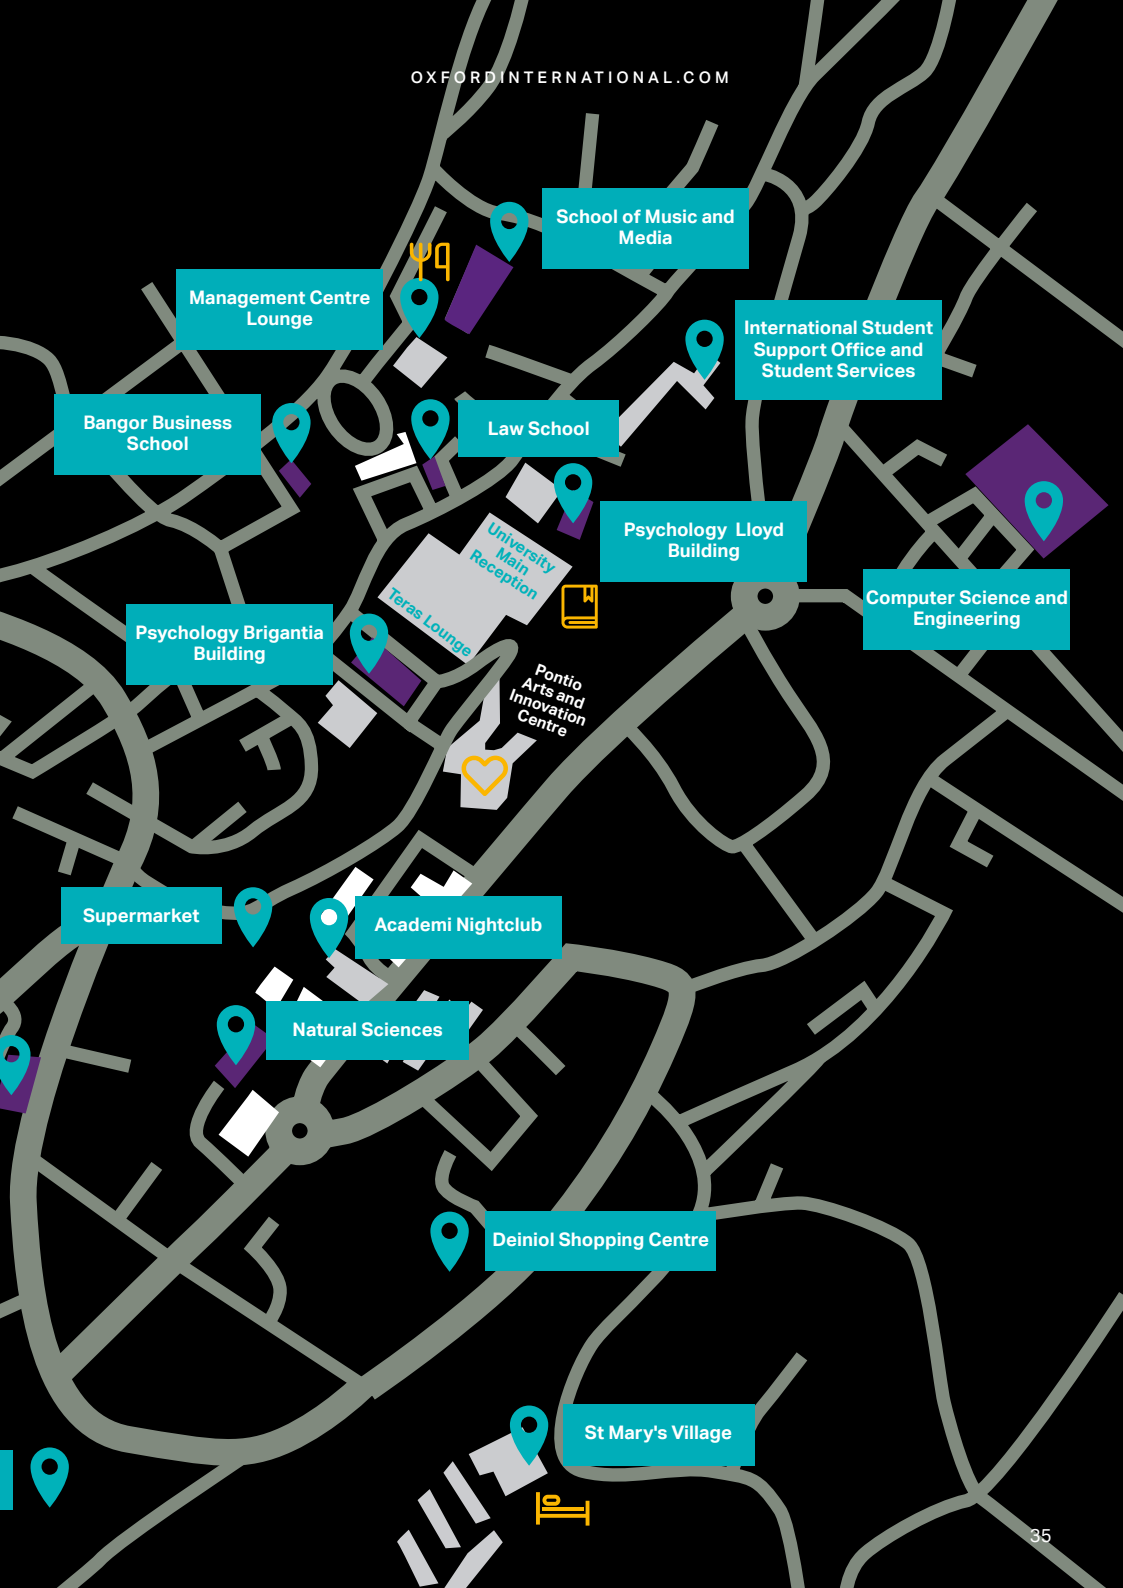 OXFORDINTERNATIONAL.COM
School of Music and
Media
Management Centre
Lounge
International Student
Support Office and
Student Services
Bangor Business
School
Law School
Psychology Lloyd
Building
University
Main
Reception
Teras Lounge
Computer Science and
Engineering
Psychology Brigantia
Building
Pontio
Arts and
Innovation
Centre
Supermarket
Academi Nightclub
Natural Sciences
Deiniol Shopping Centre
St Mary's Village
35